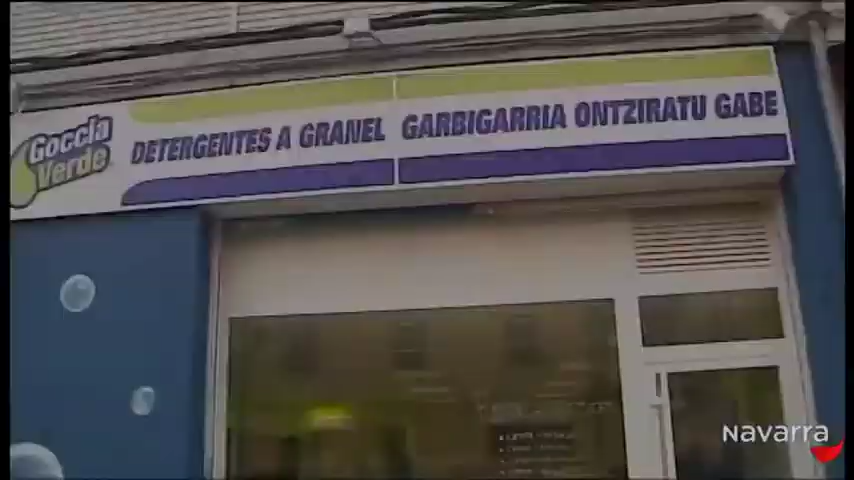 Goccia
Verde
DETERGENTES A GRANEL GARBIGARRIA ONTZIRATU GABE
NAVARRA